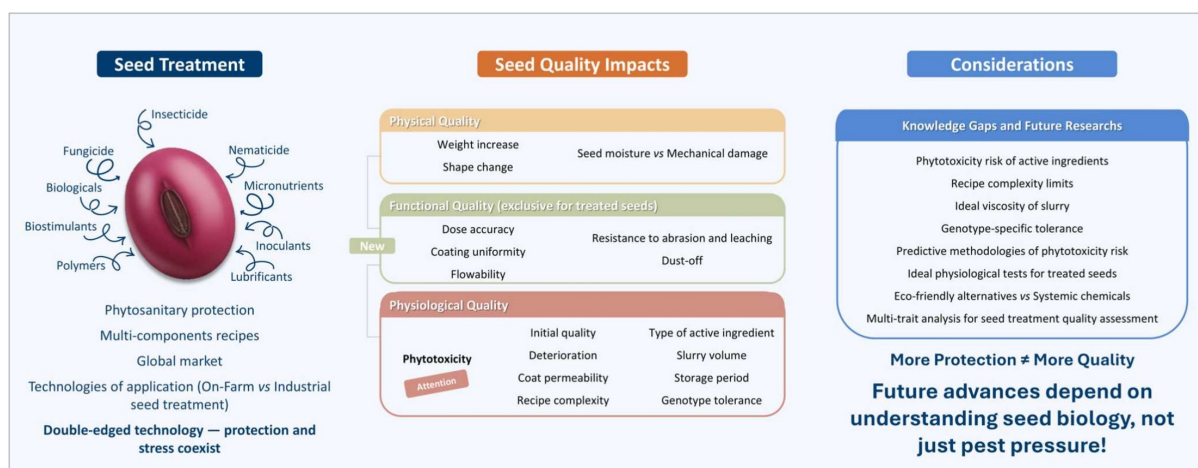 Seed Treatment
Insecticide
Fungicide
Nematicide
Biologicals
Micronutrients
Biostimulants
Inoculants
Polymers
Lubrificants
Phytosanitary protection
Multi-components recipes
Global market
Technologies of application (On-Farm vs Industrial
seed treatment)
Double-edged technology — protection and
stress coexist
Seed Quality Impacts
Physical Quality
Weight increase
Shape change
Seed moisture vs Mechanical damage
New
Functional Quality (exclusive for treated seeds)
Dose accuracy
Coating uniformity
Flowability
Resistance to abrasion and leaching
Dust-off
Physiological Quality
Phytotoxicity
Attention
Initial quality
Deterioration
Coat permeability
Recipe complexity
Type of active ingredient
Slurry volume
Storage period
Genotype tolerance
Considerations
Knowledge Gaps and Future Researchs
Phytotoxicity risk of active ingredients
Recipe complexity limits
Ideal viscosity of slurry
Genotype-specific tolerance
Predictive methodologies of phytotoxicity risk
Ideal physiological tests for treated seeds
Eco-friendly alternatives vs Systemic chemicals
Multi-trait analysis for seed treatment quality assessment
More Protection ≠ More Quality
Future advances depend on
understanding seed biology, not
just pest pressure!